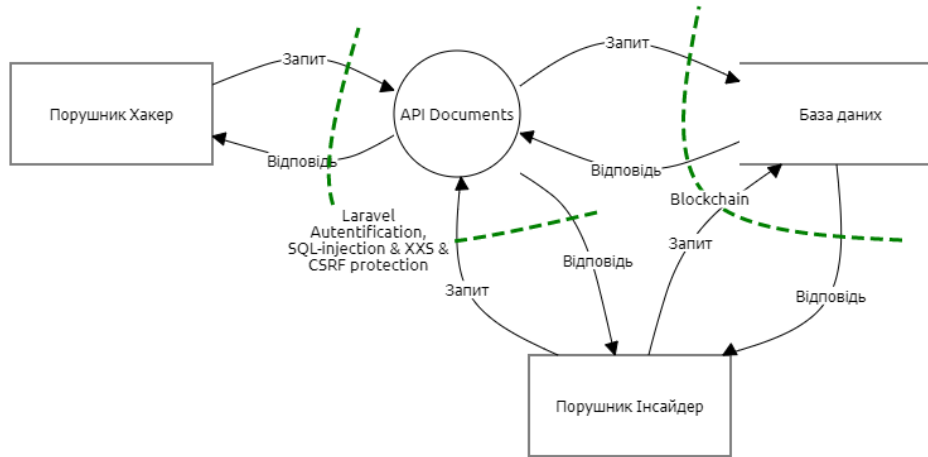 Запит
Запит
Порушник Хакер
API Documents
База даних
Відповідь
Відповідь
Blockchain
Laravel
Autentification,
SQL-injection & XXS &
CSRF protection
Запит
Відповідь
Запит
Відповідь
Порушник Інсайдер